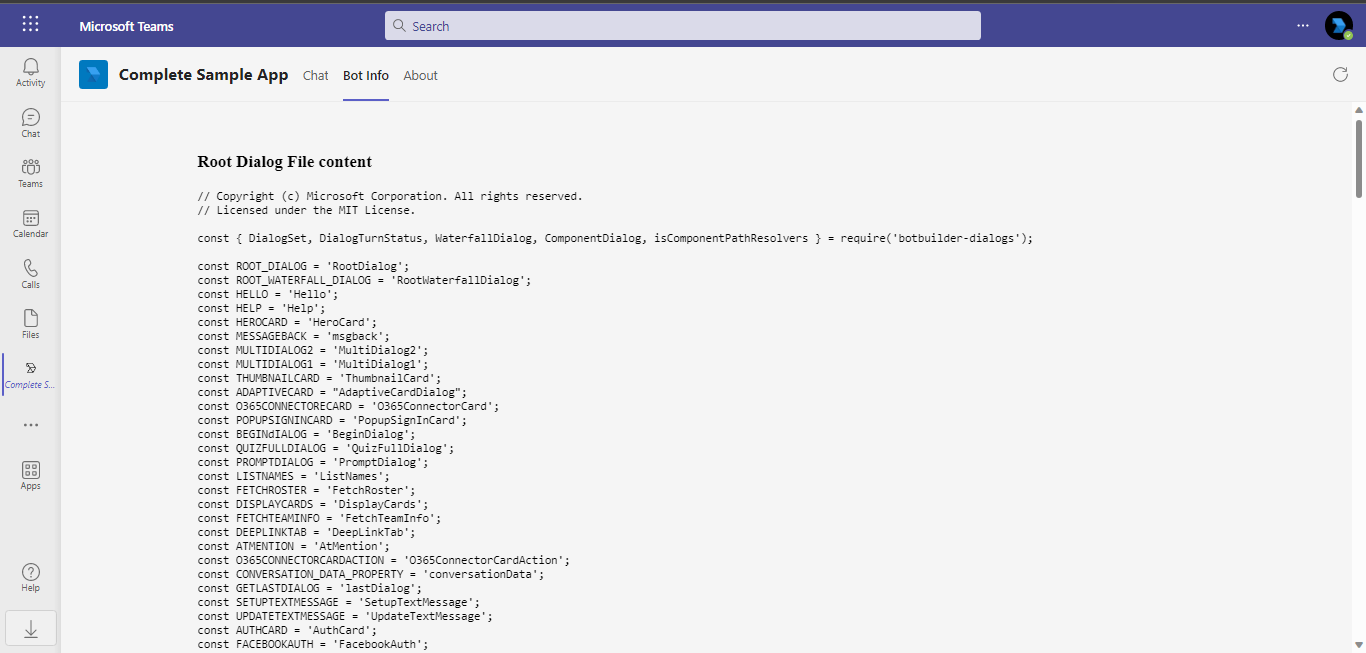 Microsoft Teams
Search
Activity
Chat
Teams
Calendar
Calls
Files
Complete S...
Apps
Help
Complete Sample App
Chat
Bot Info
About
Root Dialog File content
// Copyright (c) Microsoft Corporation. All rights reserved.
// Licensed under the MIT License.
const { DialogSet, DialogTurnStatus, WaterfallDialog, ComponentDialog, isComponentPathResolvers } = require('botbuilder-dialogs');
const ROOT_DIALOG = 'RootDialog';
const ROOT_WATERFALL_DIALOG = 'RootWaterfallDialog';
const HELLO = 'Hello';
const HELP = 'Help';
const HEROCARD = 'HeroCard';
const MESSAGEBACK = 'msgback';
const MULTIDIALOG2 = 'MultiDialog2';
const MULTIDIALOG1 = 'MultiDialog1';
const THUMBNAILCARD = 'ThumbnailCard';
const ADAPTIVECARD = "AdaptiveCardDialog";
const O365CONNECTORECARD = 'O365ConnectorCard';
const POPUPSIGNINCARD = 'PopupSignInCard';
const BEGINdIALOG = 'BeginDialog';
const QUIZFULLDIALOG = 'QuizFullDialog';
const PROMPTDIALOG = 'PromptDialog';
const LISTNAMES = 'ListNames';
const FETCHROSTER = 'FetchRoster';
const DISPLAYCARDS = 'DisplayCards';
const FETCHTEAMINFO = 'FetchTeamInfo';
const DEEPLINKTAB = 'DeepLinkTab';
const ATMENTION = 'AtMention';
const O365CONNECTORCARDACTION = 'O365ConnectorCardAction';
const CONVERSATION_DATA_PROPERTY = 'conversationData';
const GETLASTDIALOG = 'lastDialog';
const SETUPTEXTMESSAGE = 'SetupTextMessage';
const UPDATETEXTMESSAGE = 'UpdateTextMessage';
const AUTHCARD = 'AuthCard';
const FACEBOOKAUTH = 'FacebookAuth';